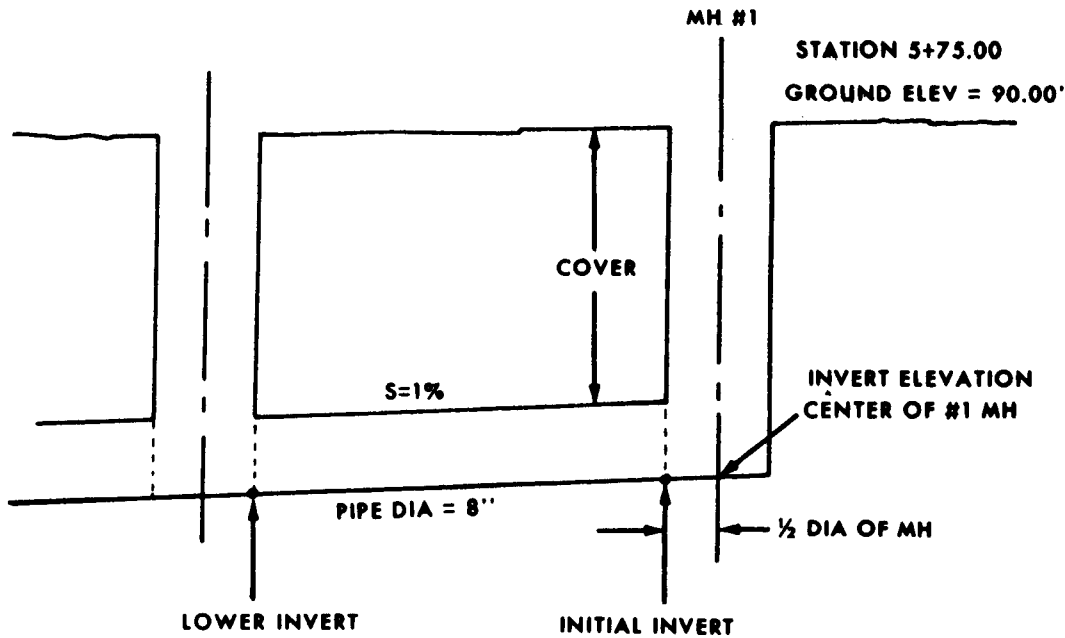 MH #1
STATION 5+75.00
GROUND ELEV = 90.00'
COVER
S=1%
INVERT ELEVATION
CENTER OF #1 MH
PIPE DIA = 8''
½ DIA OF MH
LOWER INVERT
INITIAL INVERT